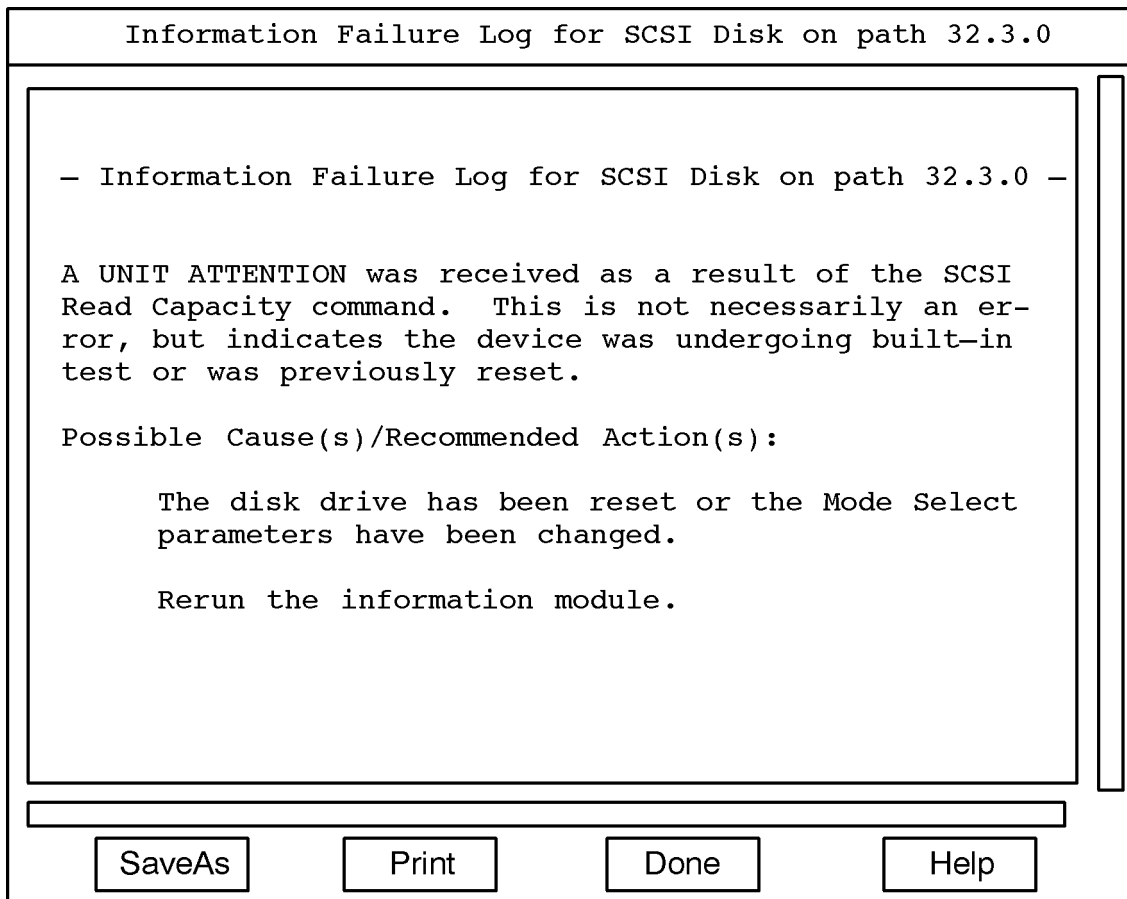 Information Failure Log for SCSI Disk on path 32.3.0
— Information Failure Log for SCSI Disk on path 32.3.0 —
A UNIT ATTENTION was received as a result of the SCSI
Read Capacity command.  This is not necessarily an er–
ror, but indicates the device was undergoing built–in
test or was previously reset.
Possible Cause(s)/Recommended Action(s):
The disk drive has been reset or the Mode Select
parameters have been changed.
Rerun the information module.
SaveAs
Print
Done
Help